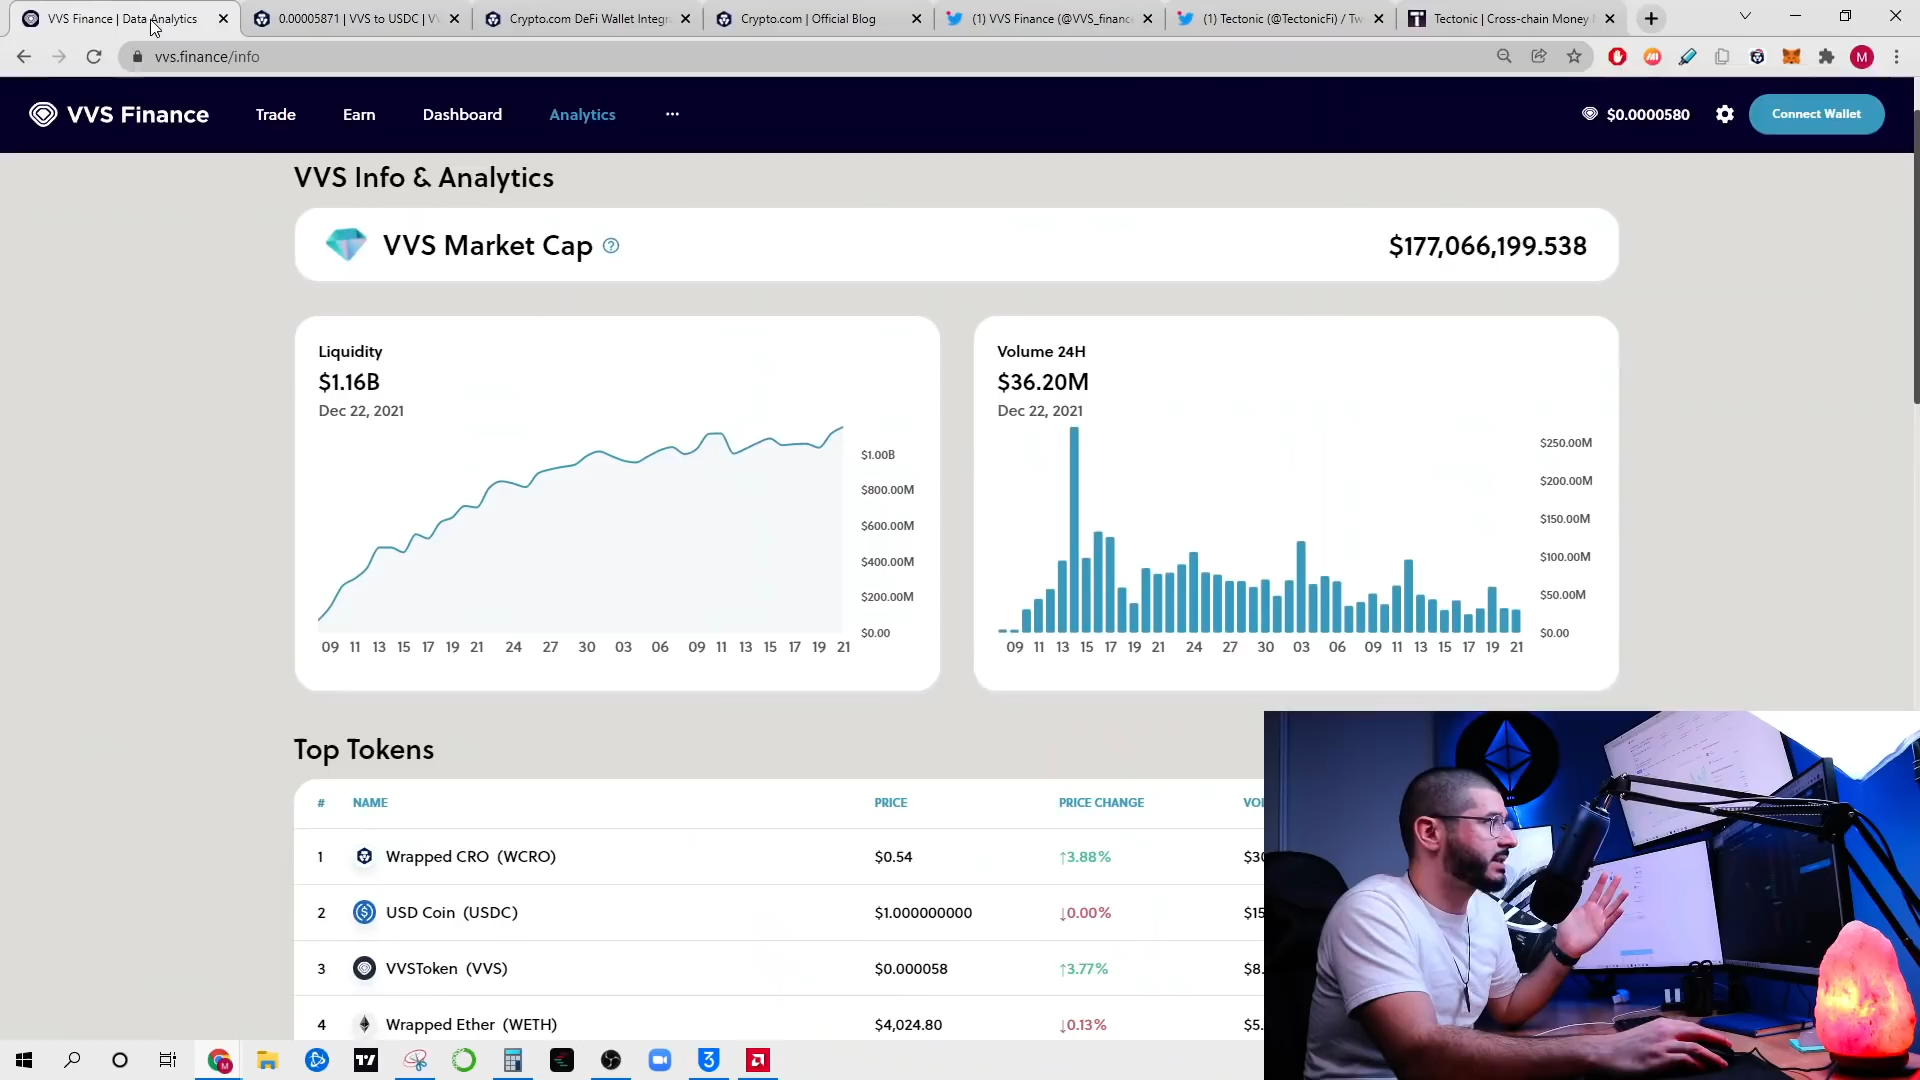 VVS Finance | Data Analytics
0.00005871 | VVS to USDC | V
Crypto.com DeFi Wallet Integr
Crypto.com | Official Blog
(1) VVS Finance (@VVS_finance
(1) Tectonic (@TectonicFi) / Tw
Tectonic | Cross-chain Money
vvs.finance/info
M
VVS Finance
Trade
Earn
Dashboard
Analytics
$0.0000580
Connect Wallet
VVS Info & Analytics
VVS Market Cap
$177,066,199.538
Liquidity
$1.16B
Dec 22, 2021
$1.00B
$800.00M
$600.00M
$400.00M
$200.00M
$0.00
09 11 13 15 17 19 21 24 27 30 03 06 09 11 13 15 17 19 21
Volume 24H
$36.20M
Dec 22, 2021
$250.00M
$200.00M
$150.00M
$100.00M
$50.00M
$0.00
09 11 13 15 17 19 21 24 27 30 03 06 09 11 13 15 17 19 21
Top Tokens
# NAME PRICE PRICE CHANGE
1 Wrapped CRO (WCRO) $0.54 ↑3.88% $30
2 USD Coin (USDC) $1.000000000 ↓0.00% $15
3 VVSToken (VVS) $0.000058 ↑3.77% $8.
4 Wrapped Ether (WETH) $4,024.80 ↓0.13% $5.